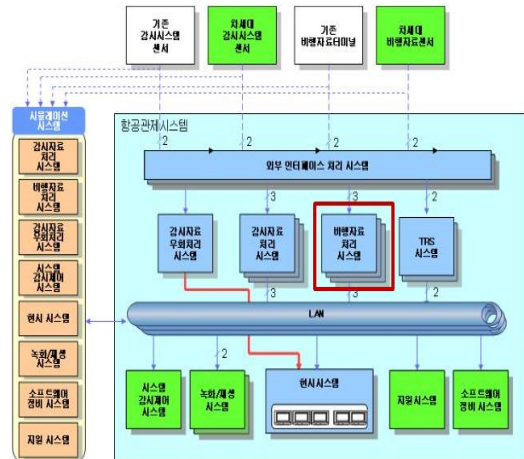 기존
감시시스템
센서
차세대
감시시스템
센서
기존
비행자료터미널
차세대
비행자료센서
시뮬레이션
시스템
감시자료
처리
시스템
비행자료
처리
시스템
감시자료
우회처리
시스템
시스템
감시제어
시스템
현시 시스템
녹화/재생
시스템
소프트웨어
정비 시스템
지원 시스템
항공관제시스템
2
2
2
2
외부 인터페이스 처리 시스템
3
3
2
감시자료
우회처리
시스템
감시자료
처리
시스템
비행자료
처리
시스템
TRS
시스템
3
3
2
LAN
2
시스템
감시제어
시스템
녹화/재생
시스템
현시시스템
지원시스템
소프트웨어
정비 시스템